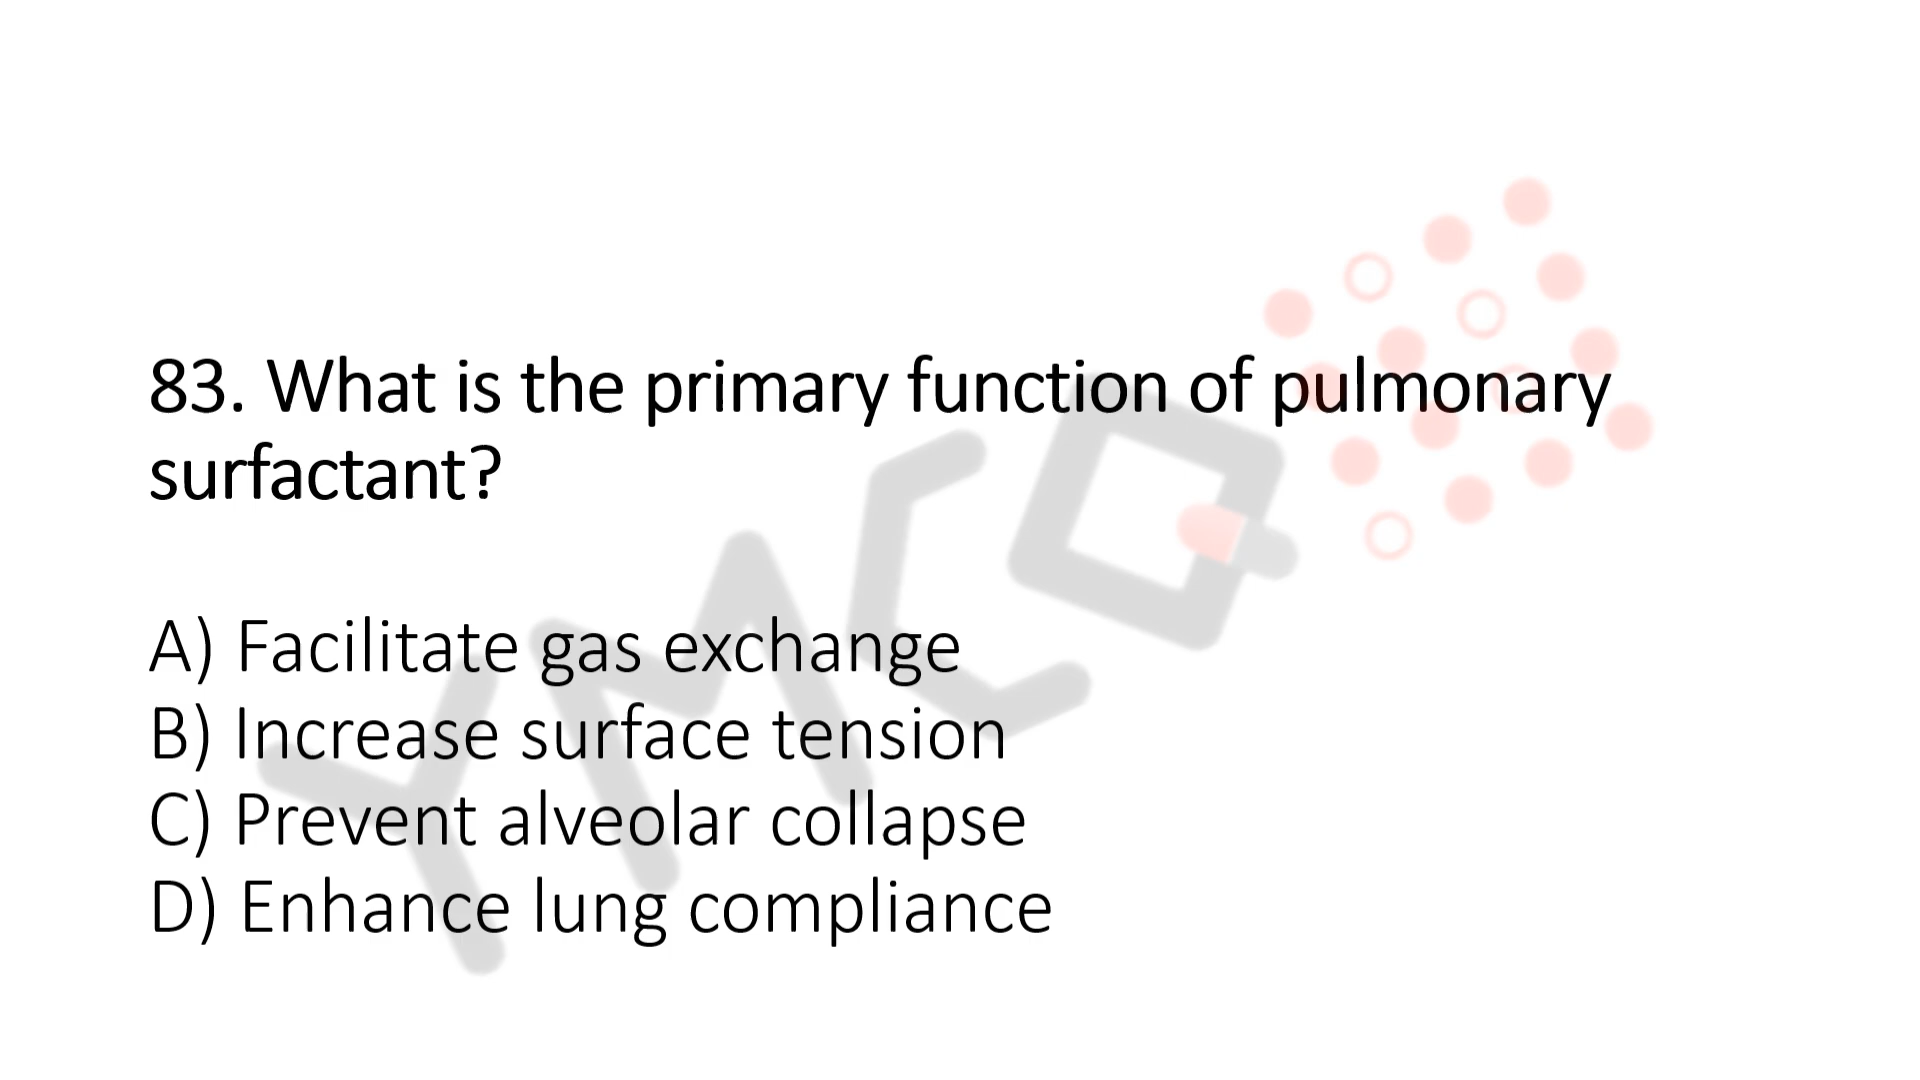 83. What is the primary function of pulmonary
surfactant?
A) Facilitate gas exchange
B) Increase surface tension
C) Prevent alveolar collapse
D) Enhance lung compliance
YMCQ